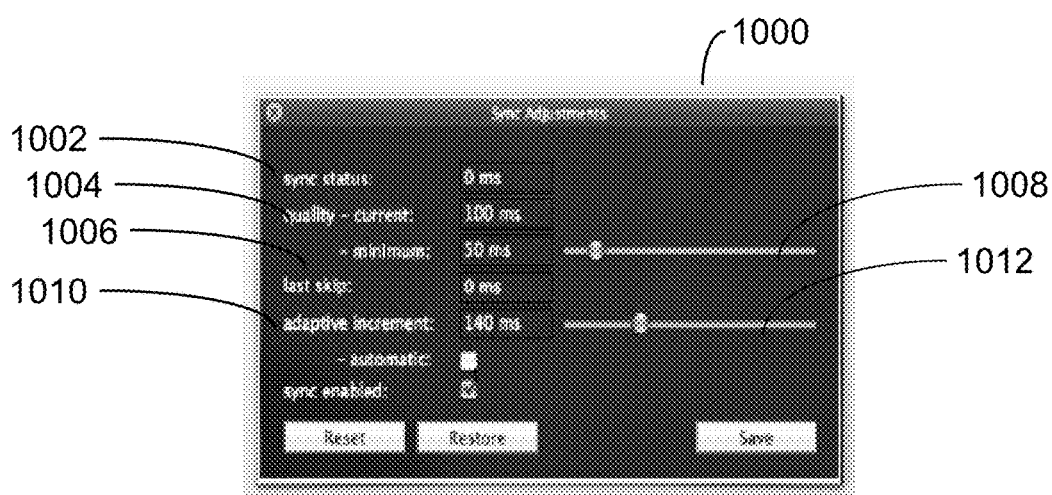 1000
Sync Adjustments
1002
sync status: 0 ms
1004
quality - current: 100 ms
1008
1006
- minimum: 50 ms
1012
last skip: 0 ms
1010
adaptive increment: 140 ms
- automatic:
sync enabled:
Reset Restore Save